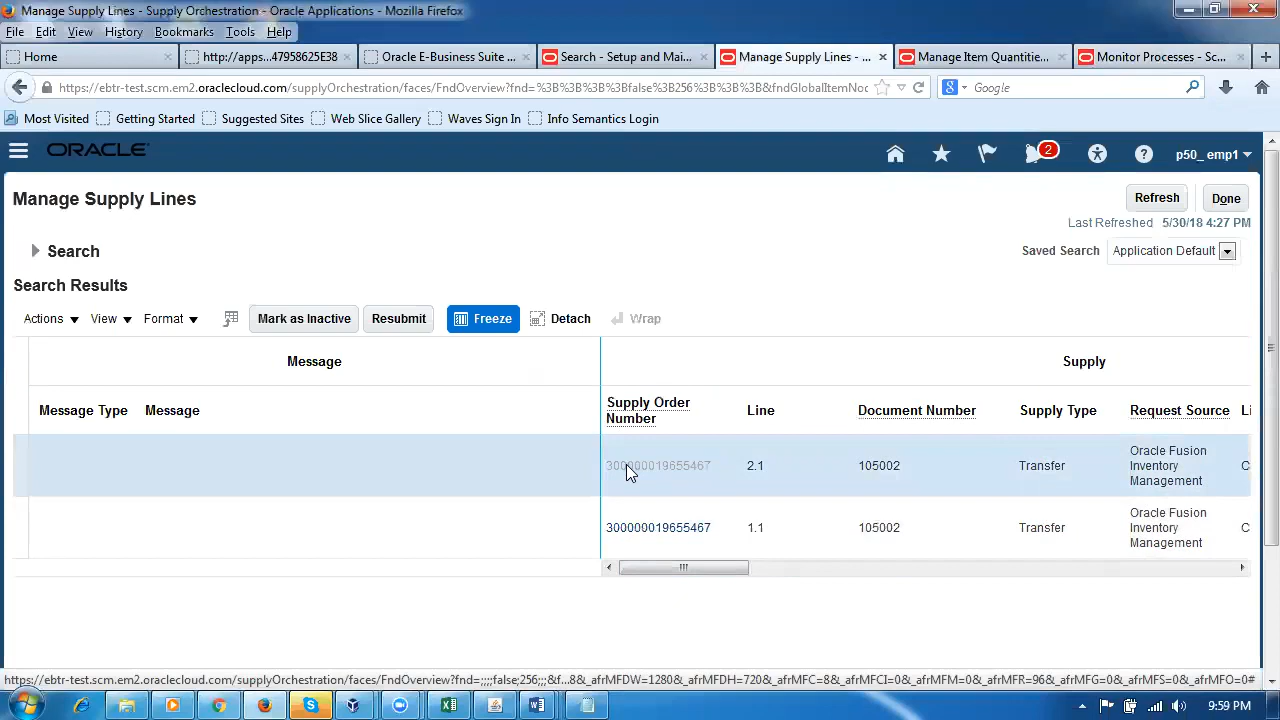 Manage Supply Lines - Supply Orchestration - Oracle Applications - Mozilla Firefox
File Edit View History Bookmarks Tools Help
Home
http://apps....47958625E38
Oracle E-Business Suite ...
Search - Setup and Mai...
Manage Supply Lines - ...
Manage Item Quantities...
Monitor Processes - Sc...
https://ebtr-test.scm.em2.oraclecloud.com/supplyOrchestration/faces/FndOverview?fnd=%3B%3B%3B%3Bfalse%3B256%3B%3B%3B&fndGlobalItemNoc
Google
Most Visited Getting Started Suggested Sites Web Slice Gallery Waves Sign In Info Semantics Login
ORACLE
2
p50_ emp1
Manage Supply Lines
Refresh Done
Last Refreshed 5/30/18 4:27 PM
Search
Saved Search Application Default
Search Results
Actions View Format Mark as Inactive Resubmit Freeze Detach Wrap
Message Supply
Message Type Message Supply Order Number Line Document Number Supply Type Request Source Li
300000019655467 2.1 105002 Transfer Oracle Fusion Inventory Management C
300000019655467 1.1 105002 Transfer Oracle Fusion Inventory Management C
https://ebtr-test.scm.em2.oraclecloud.com/supplyOrchestration/faces/FndOverview?fnd=;;;;false;256;;;&f...8&_afrMFDW=1280&_afrMFDH=720&_afrMFC=8&_afrMFCI=0&_afrMFM=0&_afrMFR=96&_afrMFG=0&_afrMFS=0&_afrMFO=0#
9:59 PM